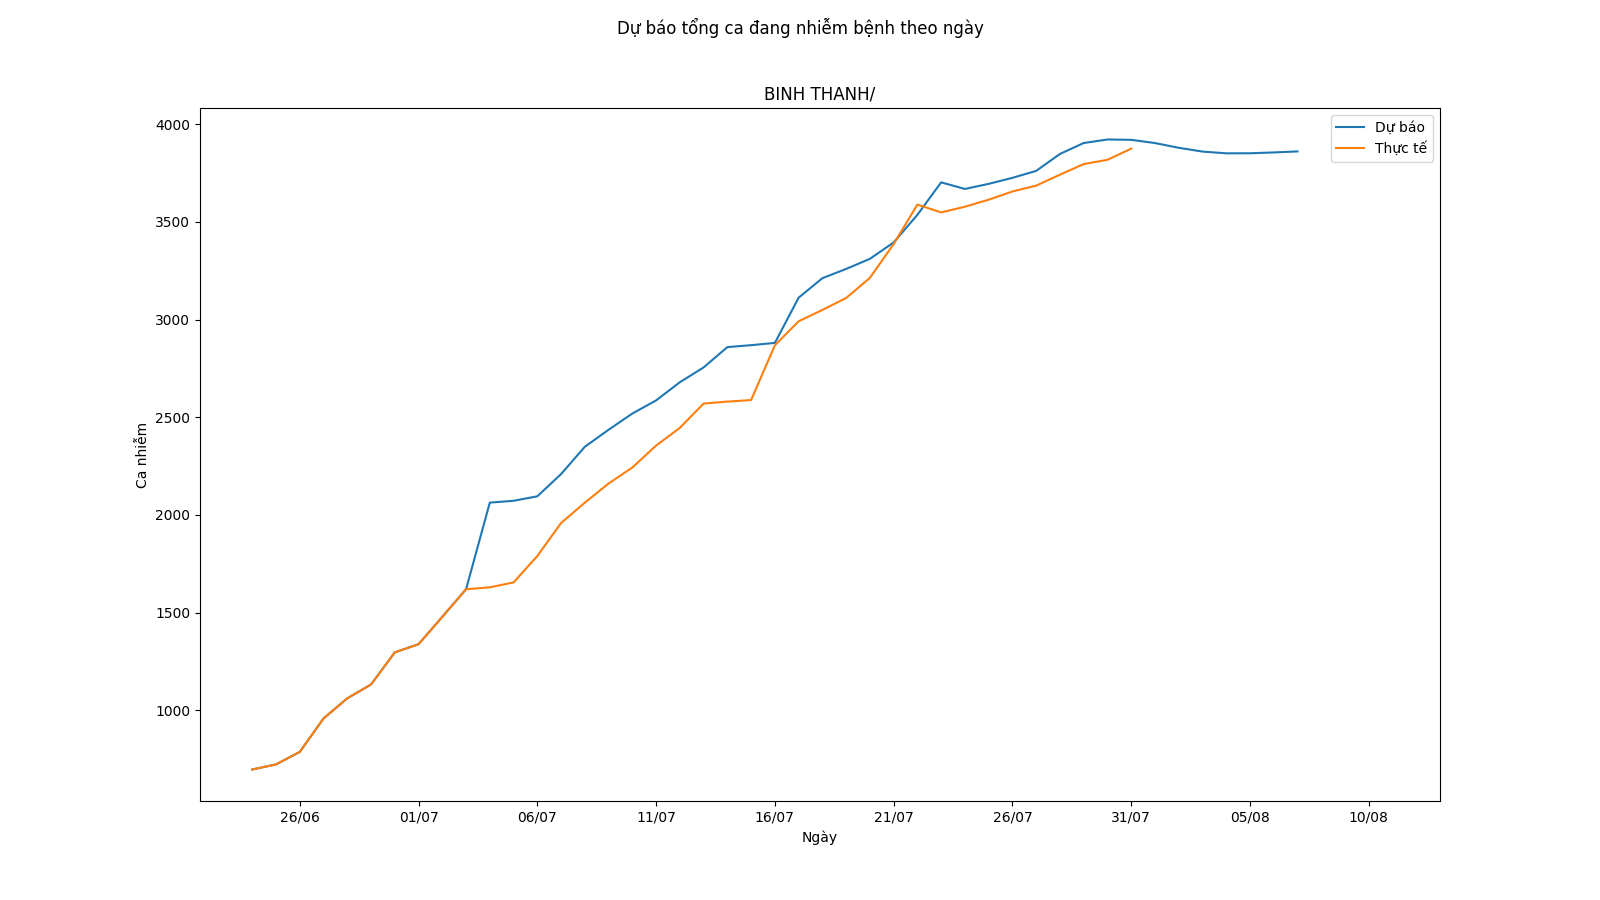 Dự báo tổng ca đang nhiễm bệnh theo ngày
BINH THANH/
Dự báo
Thực tế
4000
3500
3000
2500
2000
1500
1000
Ca nhiễm
26/06 01/07 06/07 11/07 16/07 21/07 26/07 31/07 05/08 10/08
Ngày